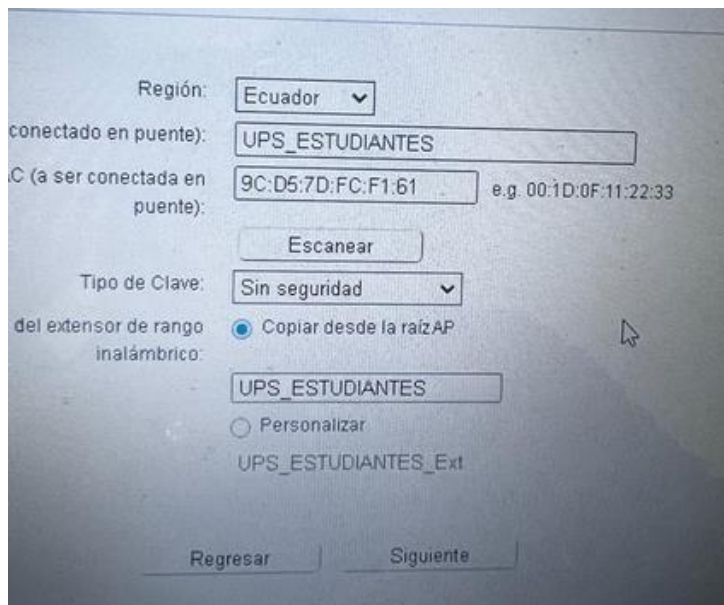 Región: Ecuador
conectado en puente): UPS_ESTUDIANTES
C (a ser conectada en puente): 9C:D5:7D:FC:F1:61 e.g. 00:1D:0F:11:22:33
Escanear
Tipo de Clave: Sin seguridad
del extensor de rango inalámbrico: Copiar desde la raízAP
UPS_ESTUDIANTES
Personalizar
UPS_ESTUDIANTES_Ext
Regresar Siguiente